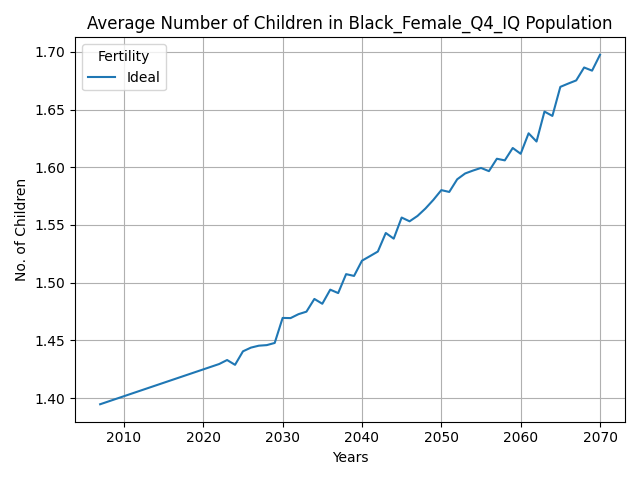 Average Number of Children in Black_Female_Q4_IQ Population
Fertility
Ideal
1.70
1.65
1.60
1.55
1.50
1.45
1.40
No. of Children
2010 2020 2030 2040 2050 2060 2070
Years